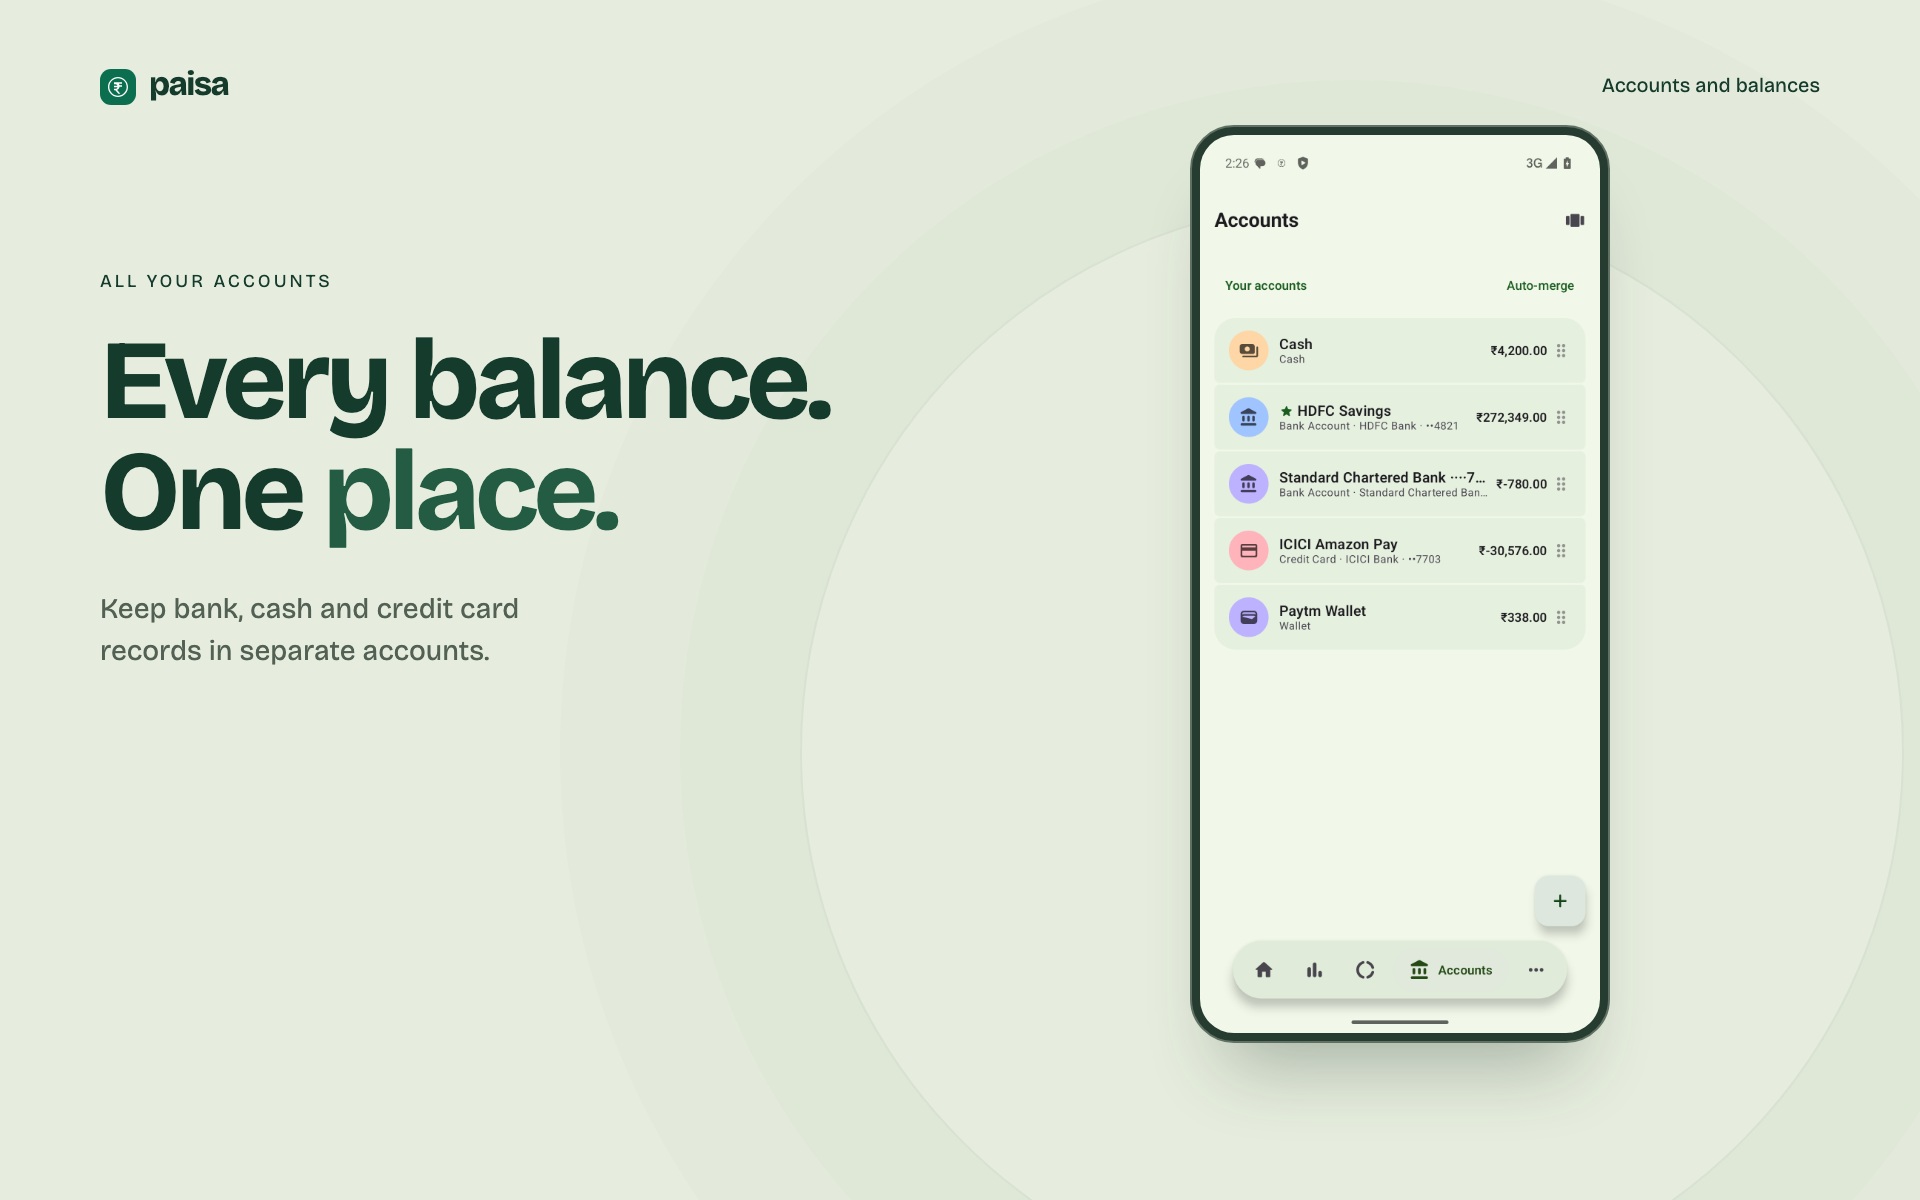 paisa
Accounts and balances
ALL YOUR ACCOUNTS
Every balance.
One place.
Keep bank, cash and credit card
records in separate accounts.
2:26
3G
Accounts
Your accounts
Auto-merge
Cash
Cash
₹4,200.00
HDFC Savings
Bank Account · HDFC Bank · ••4821
₹272,349.00
Standard Chartered Bank ····7…
Bank Account · Standard Chartered Ban…
₹-780.00
ICICI Amazon Pay
Credit Card · ICICI Bank · ••7703
₹-30,576.00
Paytm Wallet
Wallet
₹338.00
+
Accounts